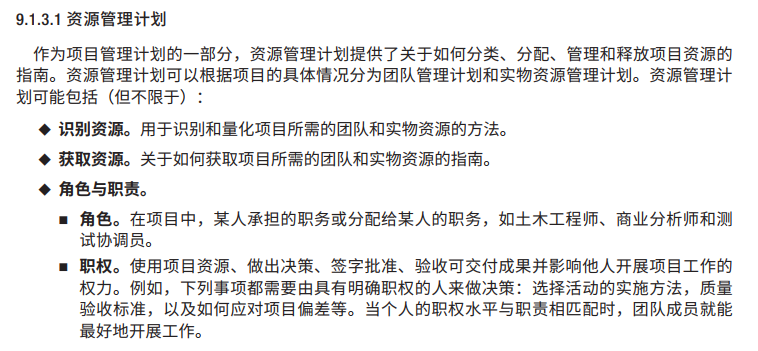 9.1.3.1 资源管理计划
作为项目管理计划的一部分，资源管理计划提供了关于如何分类、分配、管理和释放项目资源的
指南。资源管理计划可以根据项目的具体情况分为团队管理计划和实物资源管理计划。资源管理计
划可能包括（但不限于）：
◆ 识别资源。用于识别和量化项目所需的团队和实物资源的方法。
◆ 获取资源。关于如何获取项目所需的团队和实物资源的指南。
◆ 角色与职责。
■ 角色。在项目中，某人承担的职务或分配给某人的职务，如土木工程师、商业分析师和测
试协调员。
■ 职权。使用项目资源、做出决策、签字批准、验收可交付成果并影响他人开展项目工作的
权力。例如，下列事项都需要由具有明确职权的人来做决策：选择活动的实施方法，质量
验收标准，以及如何应对项目偏差等。当个人的职权水平与职责相匹配时，团队成员就能
最好地开展工作。